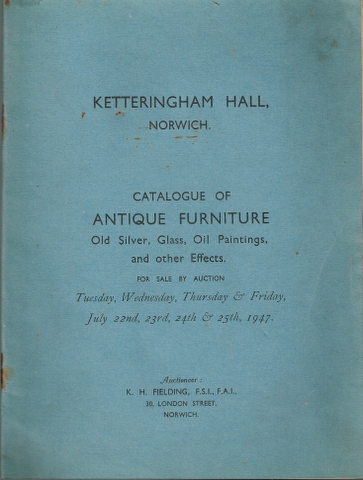 KETTERINGHAM HALL,
NORWICH.
CATALOGUE OF
ANTIQUE FURNITURE
Old Silver, Glass, Oil Paintings,
and other Effects.
FOR SALE BY AUCTION
Tuesday, Wednesday, Thursday & Friday,
July 22nd, 23rd, 24th & 25th, 1947.
Auctioneer :
K. H. FIELDING, F.S.I., F.A.I.,
30, LONDON STREET,
NORWICH.